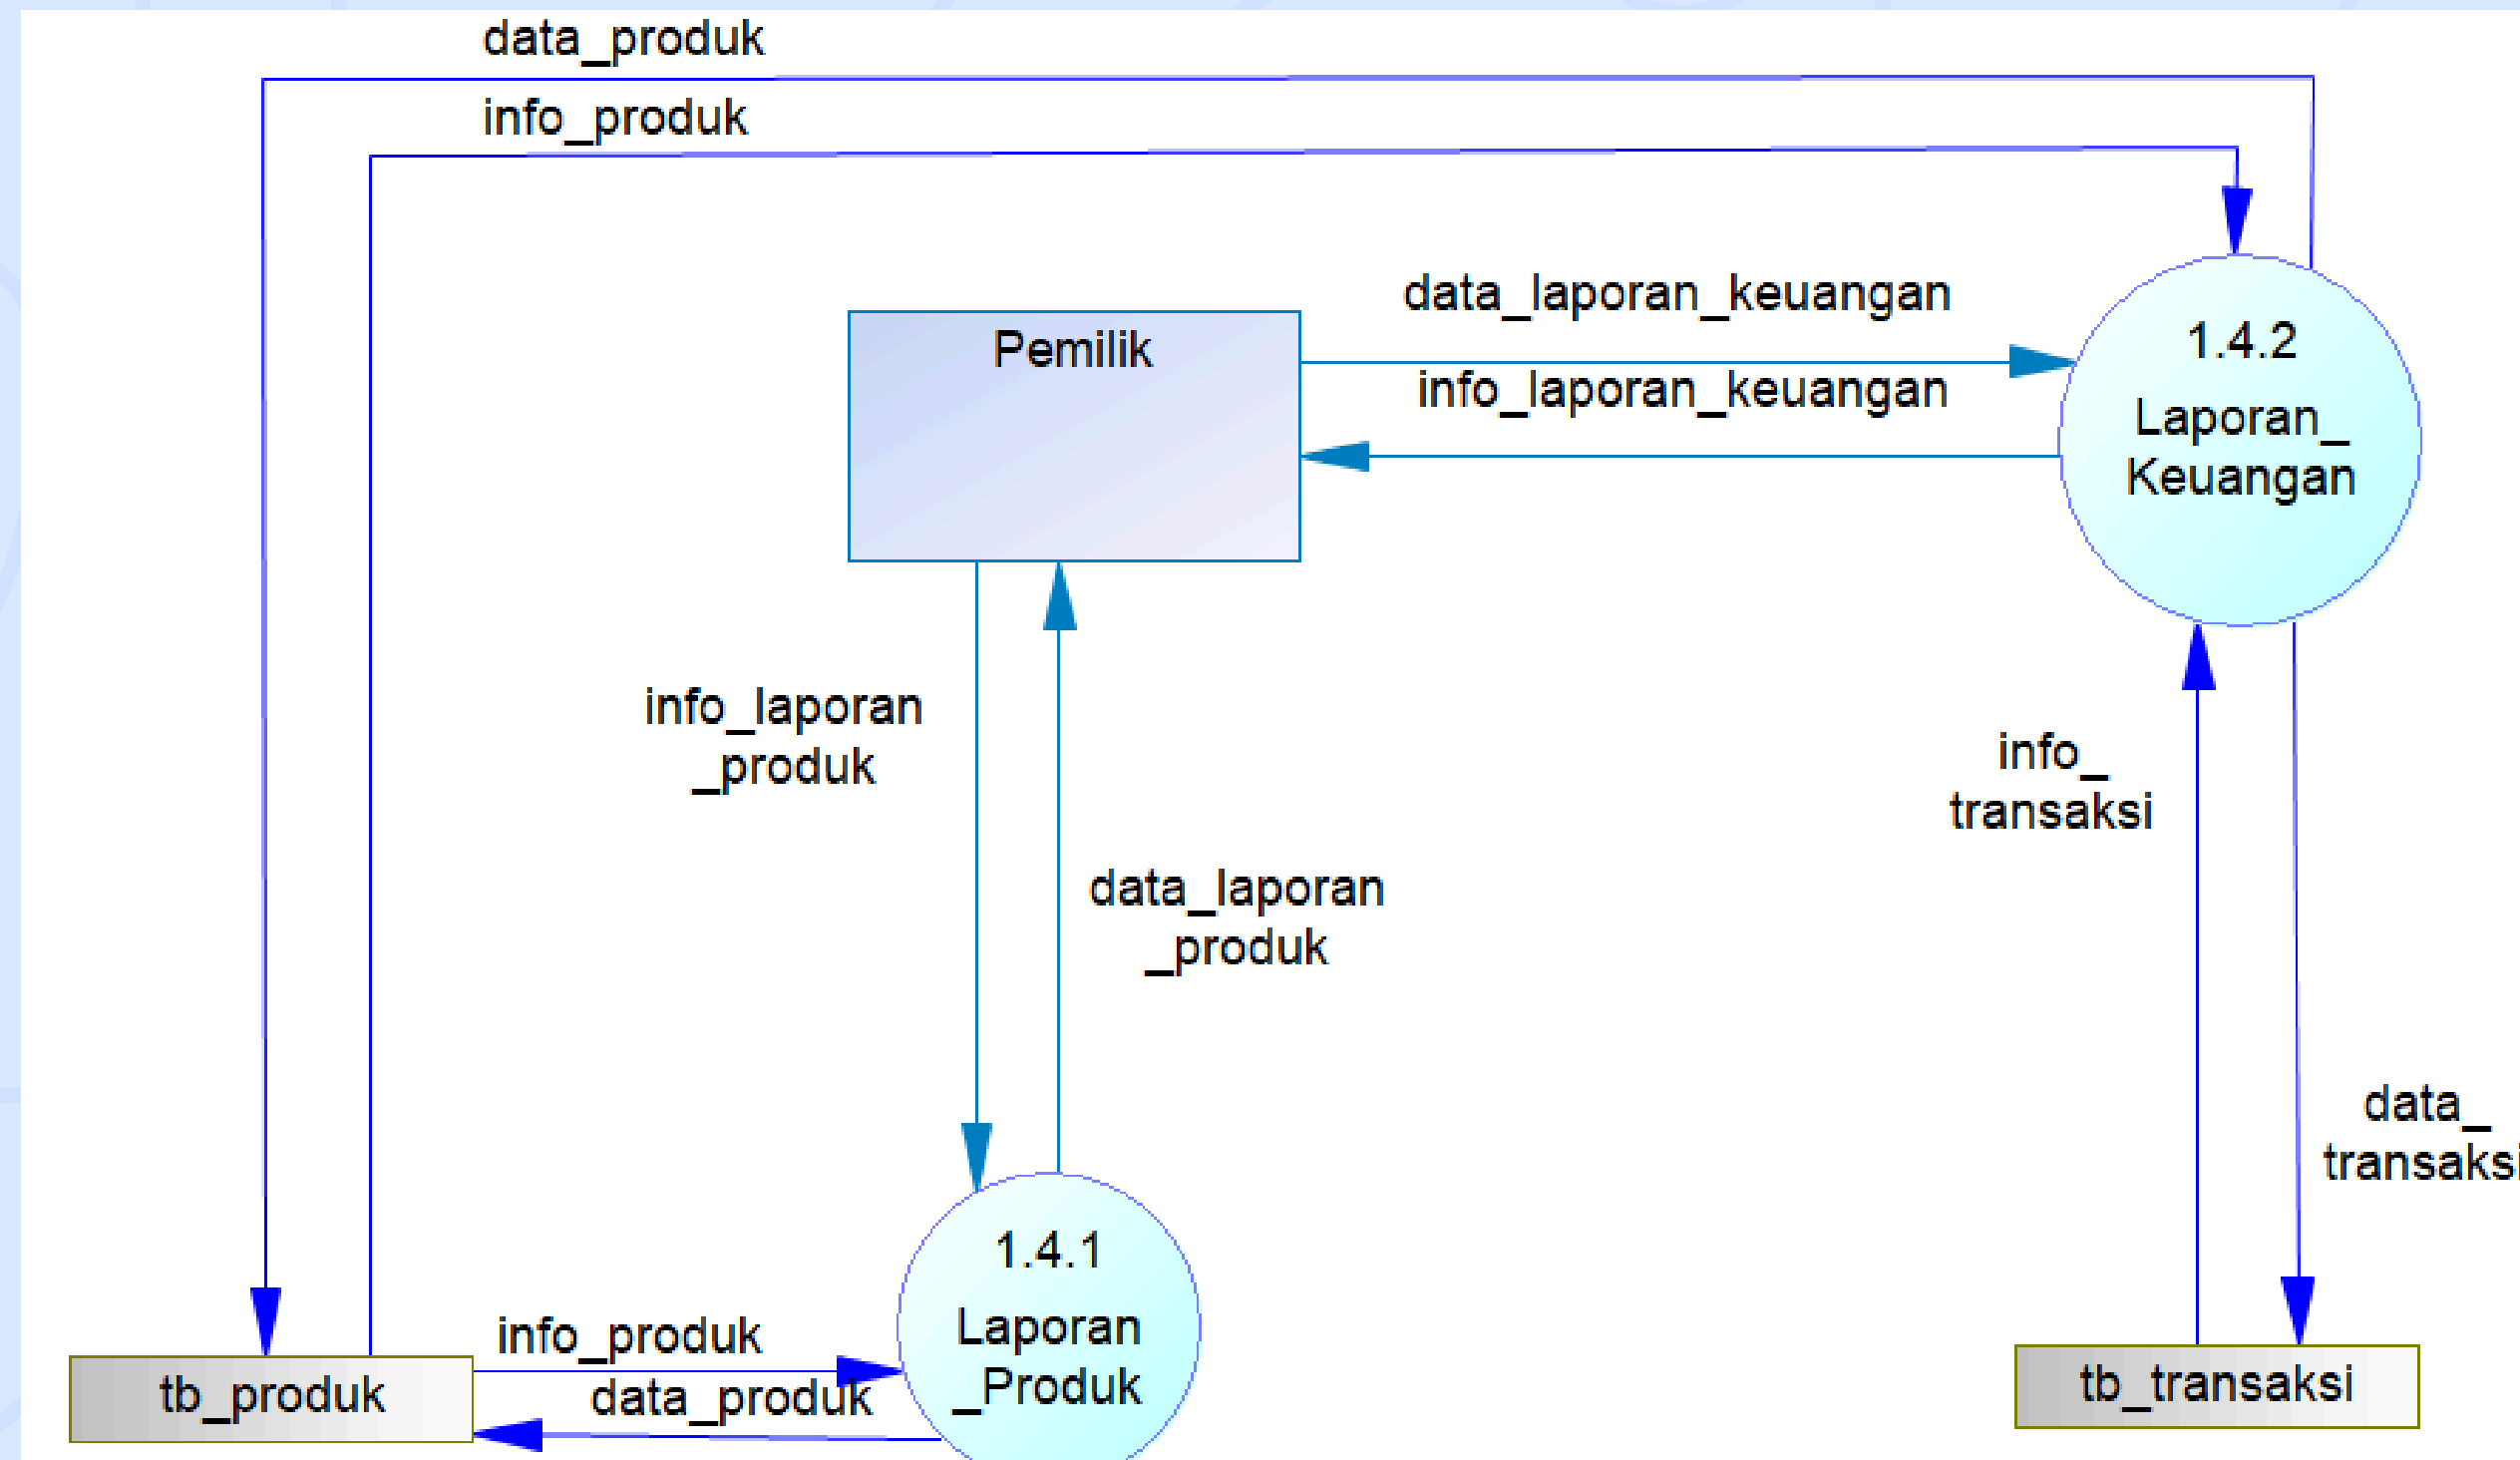 data_produk
info_produk
data_laporan_keuangan
Pemilik
info_laporan_keuangan
1.4.2
Laporan_
Keuangan
info_laporan
_produk
info_
transaksi
data_laporan
_produk
data_
transaksi
1.4.1
Laporan
_Produk
info_produk
data_produk
tb_produk
tb_transaksi